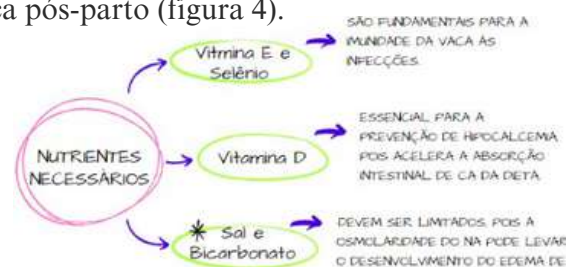 ca pós-parto (figura 4).
SÃO FUNDAMENTAIS PARA A
IMUNIDADE DA VACA ÀS
INFECÇÕES.
Vitmina E e
Selênio
ESSENCIAL PARA A
PREVENÇÃO DE HIPOCALCEMIA
POIS ACELERA A ABSORÇÃO
INTESTINAL DE CA DA DIETA.
Vitamina D
NUTRIENTES
NECESSÁRIOS
DEVEM SER LIMITADOS, POIS A
OSMOLARIDADE DO NA PODE LEVAR
O DESENVOLVIMENTO DO EDEMA DE
* Sal e
Bicarbonato